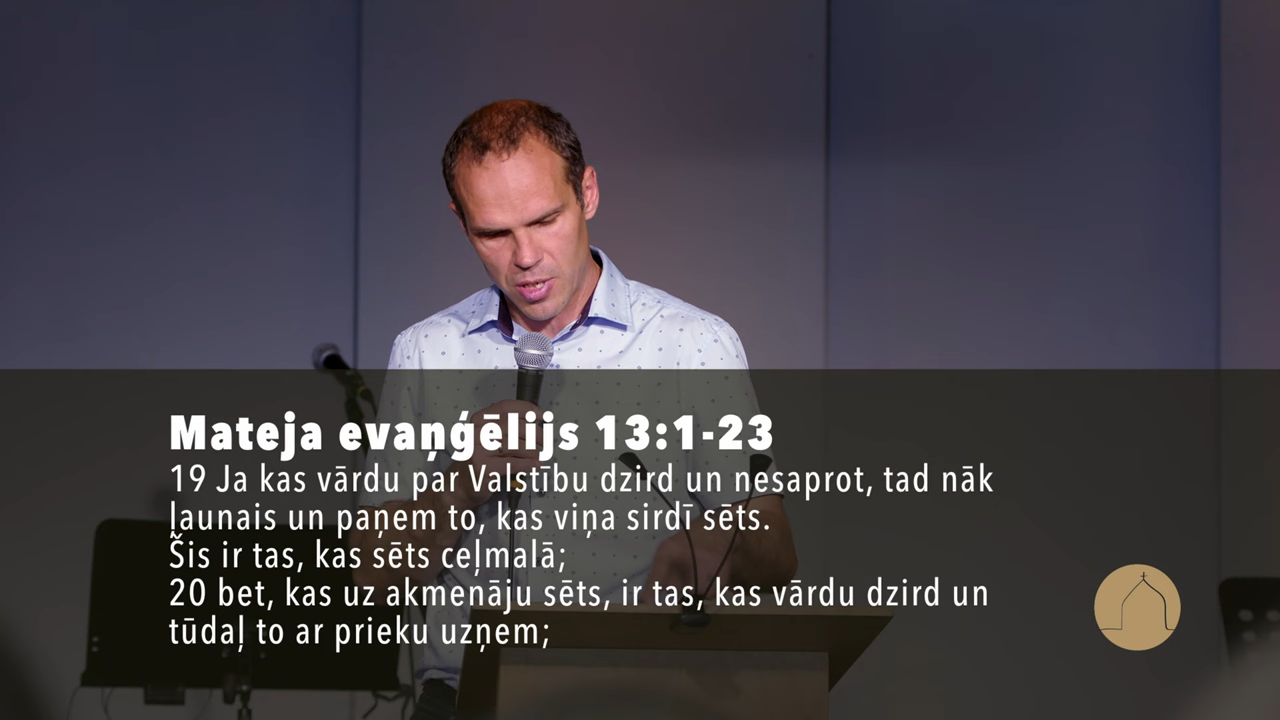 Mateja evaņģēlijs 13:1-23
19 Ja kas vārdu par Valstību dzird un nesaprot, tad nāk
ļaunais un paņem to, kas viņa sirdī sēts.
Šis ir tas, kas sēts ceļmalā;
20 bet, kas uz akmenāju sēts, ir tas, kas vārdu dzird un
tūdaļ to ar prieku uzņem;